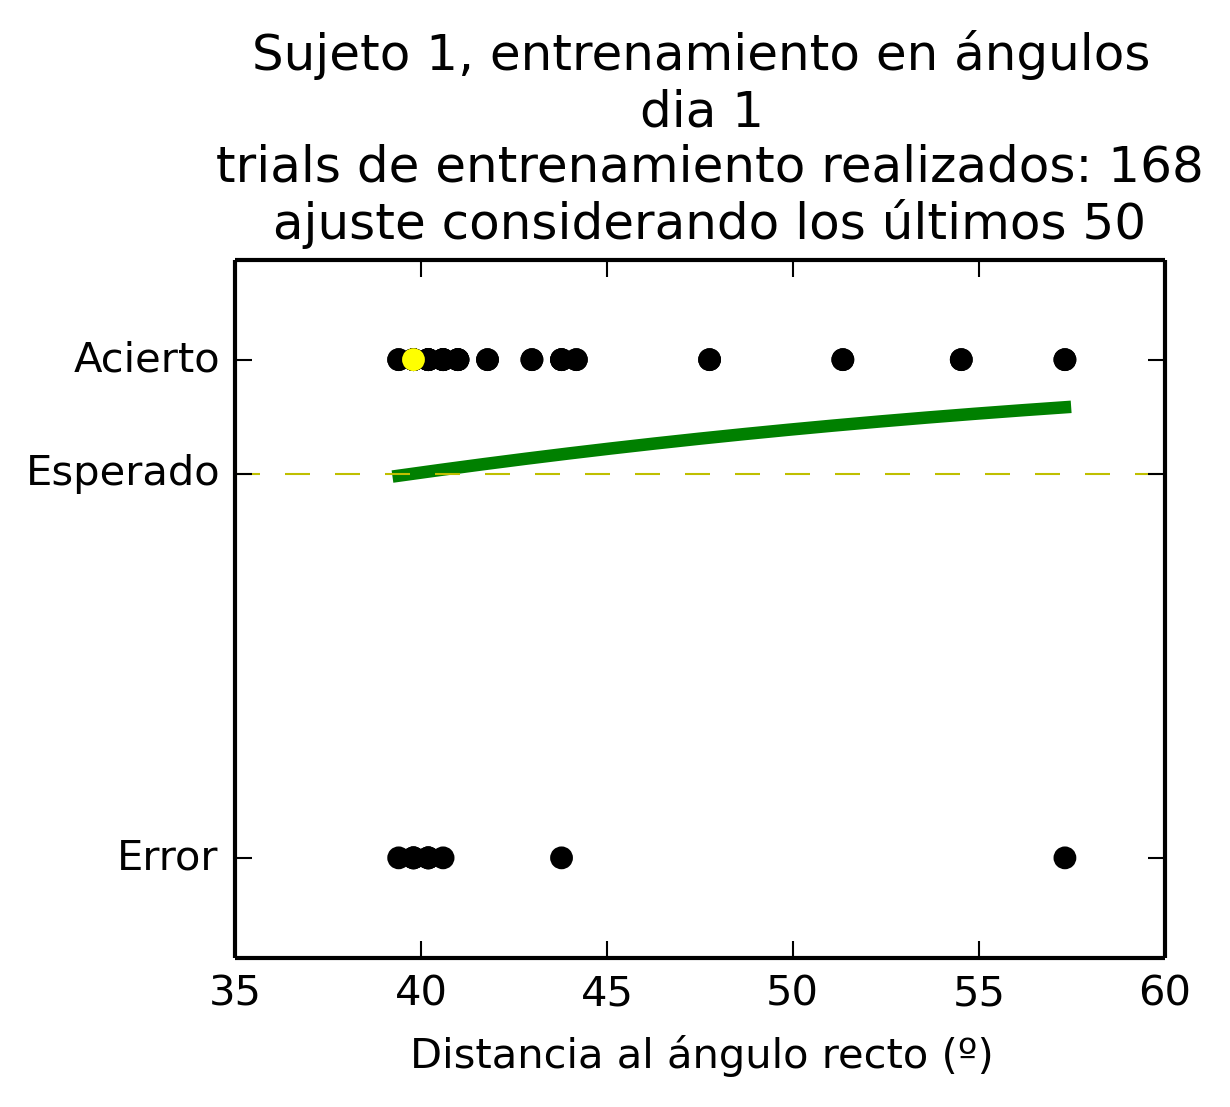 Sujeto 1, entrenamiento en ángulos
dia 1
trials de entrenamiento realizados: 168
ajuste considerando los últimos 50
Acierto
Esperado
Error
35 40 45 50 55 60
Distancia al ángulo recto (º)